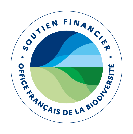 SOUTIEN FINANCIER
• OFFICE FRANÇAIS DE LA BIODIVERSITÉ •